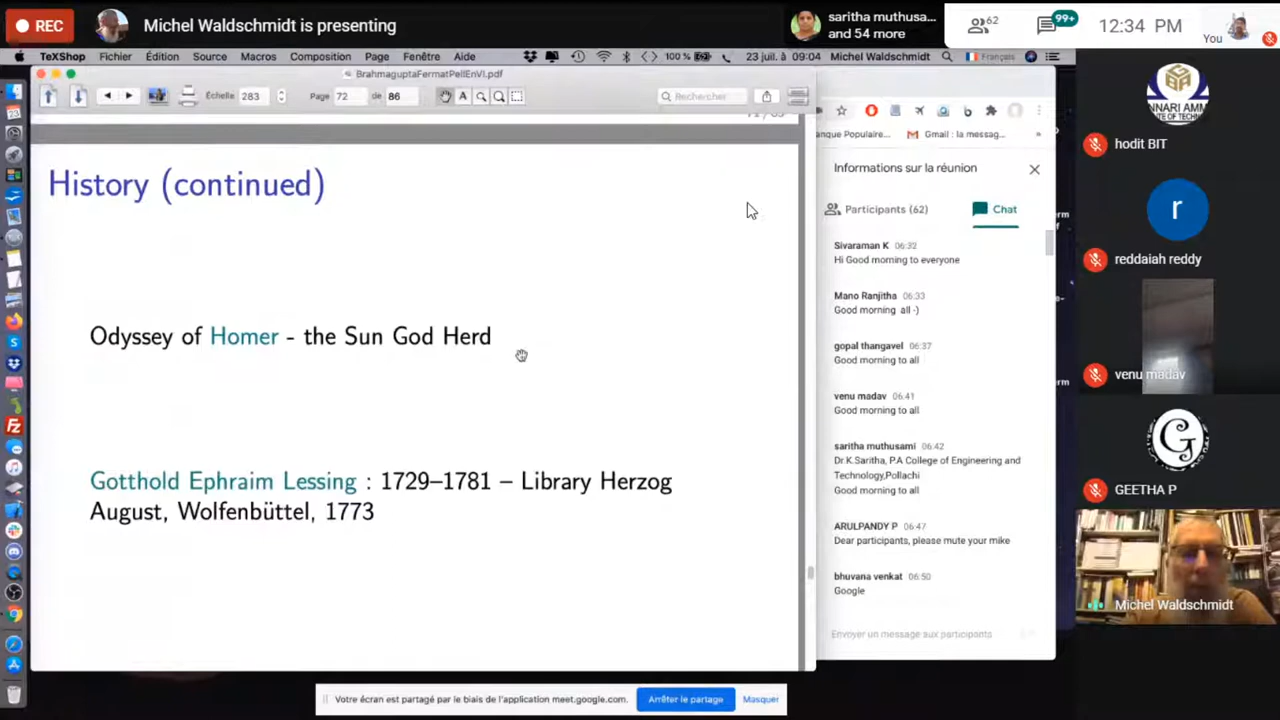 REC
Michel Waldschmidt is presenting
saritha muthusa...
and 54 more
62
99+
12:34 PM
You
TeXShop Fichier Édition Source Macros Composition Page Fenêtre Aide
100 %
23 juil. à 09:04 Michel Waldschmidt
Français
BrahmaguptaFermatPellEnVI.pdf
Échelle 283
Page 72 de 86
Rechercher
History (continued)
Odyssey of Homer - the Sun God Herd
Gotthold Ephraim Lessing : 1729–1781 – Library Herzog
August, Wolfenbüttel, 1773
anque Populaire...
Gmail : la messag...
»
Informations sur la réunion
Participants (62)
Chat
Sivaraman K 06:32
Hi Good morning to everyone
Mano Ranjitha 06:33
Good morning all -)
gopal thangavel 06:37
Good morning to all
venu madav 06:41
Good morning to all
saritha muthusami 06:42
Dr.K.Saritha, P.A College of Engineering and
Technology,Pollachi
Good morning to all
ARULPANDY P 06:47
Dear participants, please mute your mike
bhuvana venkat 06:50
Google
Envoyer un message aux participants
Votre écran est partagé par le biais de l'application meet.google.com.
Arrêter le partage
Masquer
NNARI AMM
TE OF TECHN
hodit BIT
r
reddaiah reddy
venu madav
G
GEETHA P
Michel Waldschmidt